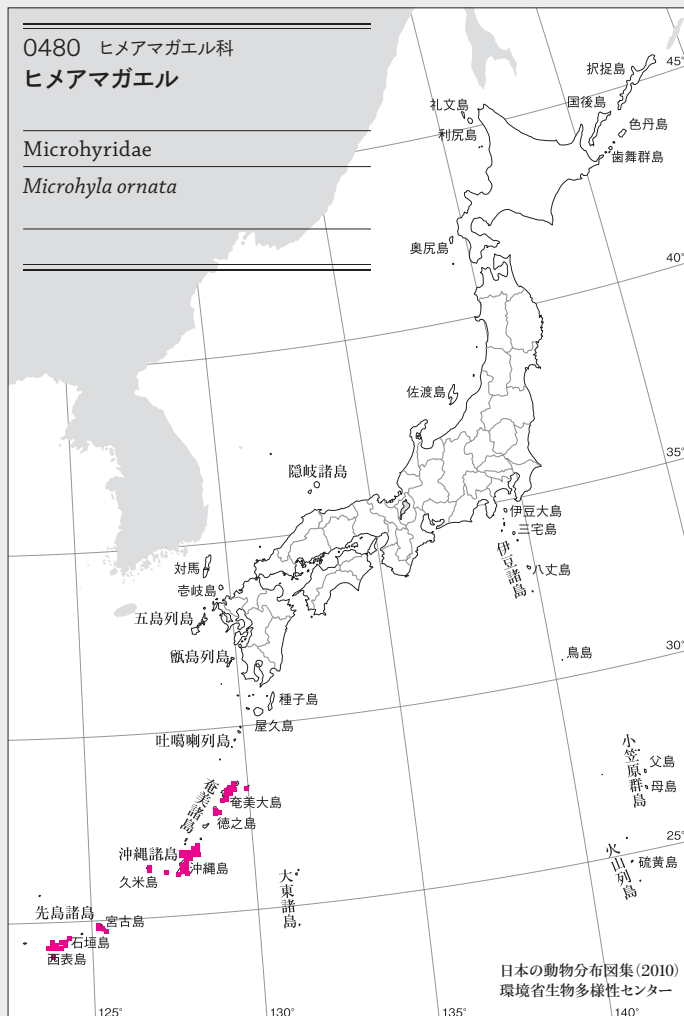 0480 ヒメアマガエル科
ヒメアマガエル
Microhyridae
Microhyla ornata
択捉島
国後島
色丹島
歯舞群島
礼文島
利尻島
奥尻島
佐渡島
隠岐諸島
対馬
壱岐島
五島列島
甑島列島
種子島
屋久島
吐噶喇列島
奄美諸島
奄美大島
徳之島
沖縄諸島
沖縄島
久米島
先島諸島
宮古島
石垣島
西表島
大東諸島
伊豆大島
三宅島
伊豆諸島
八丈島
鳥島
小笠原群島
父島
母島
火山列島
硫黄島
45°
40°
35°
30°
25°
125°
130°
135°
140°
日本の動物分布図集(2010)
環境省生物多様性センター